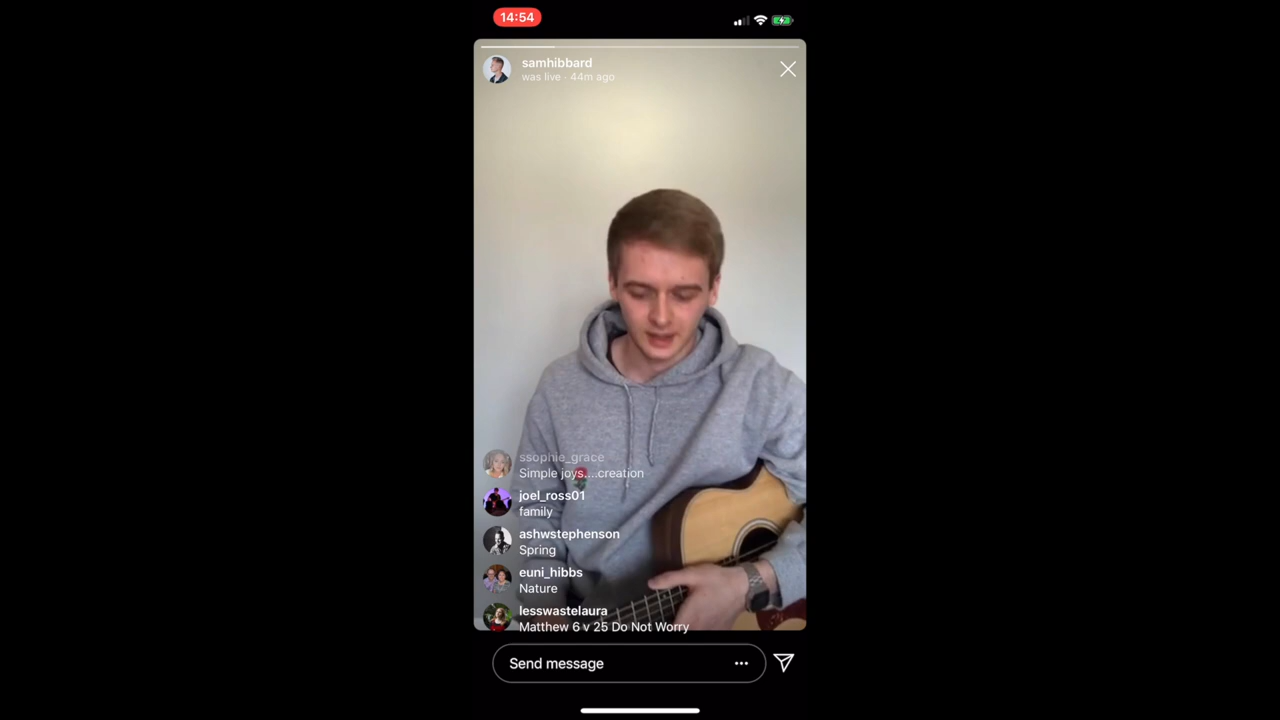 14:54
samhibbard
was live · 44m ago
ssophie_grace
Simple joys....creation
joel_ross01
family
ashwstephenson
Spring
euni_hibbs
Nature
lesswastelaura
Matthew 6 v 25 Do Not Worry
Send message